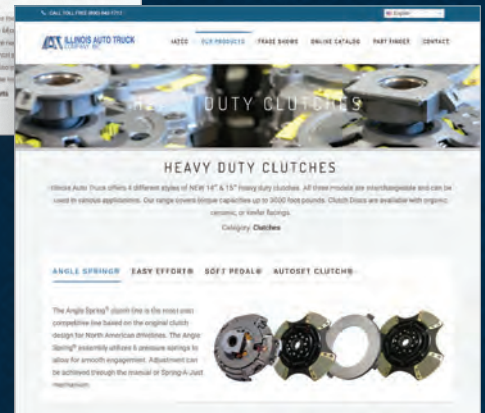 CALL TOLL FREE
English
ILLINOIS AUTO TRUCK
COMPANY INC.
IATCO
OUR PRODUCTS
TRADE SHOWS
ONLINE CATALOG
PART FINDER
CONTACT
HEAVY DUTY CLUTCHES
HEAVY DUTY CLUTCHES
Illinois Auto Truck offers 4 different styles of NEW 14" & 15" heavy duty clutches. All three models are interchangeable and can be
used in various applications. Our range covers torque capacities up to 3000 foot pounds. Clutch Discs are available with organic,
ceramic, or kevlar facings.
Category: Clutches
ANGLE SPRING® EASY EFFORT® SOFT PEDAL® AUTOSET CLUTCH®
The Angle Spring® clutch line is the most cost
competitive line based on the original clutch
design for North American drivelines. The Angle
Spring® assembly utilizes 6 pressure springs to
allow for smooth engagement. Adjustment can
be achieved through the manual or Spring-A-Just
mechanism.